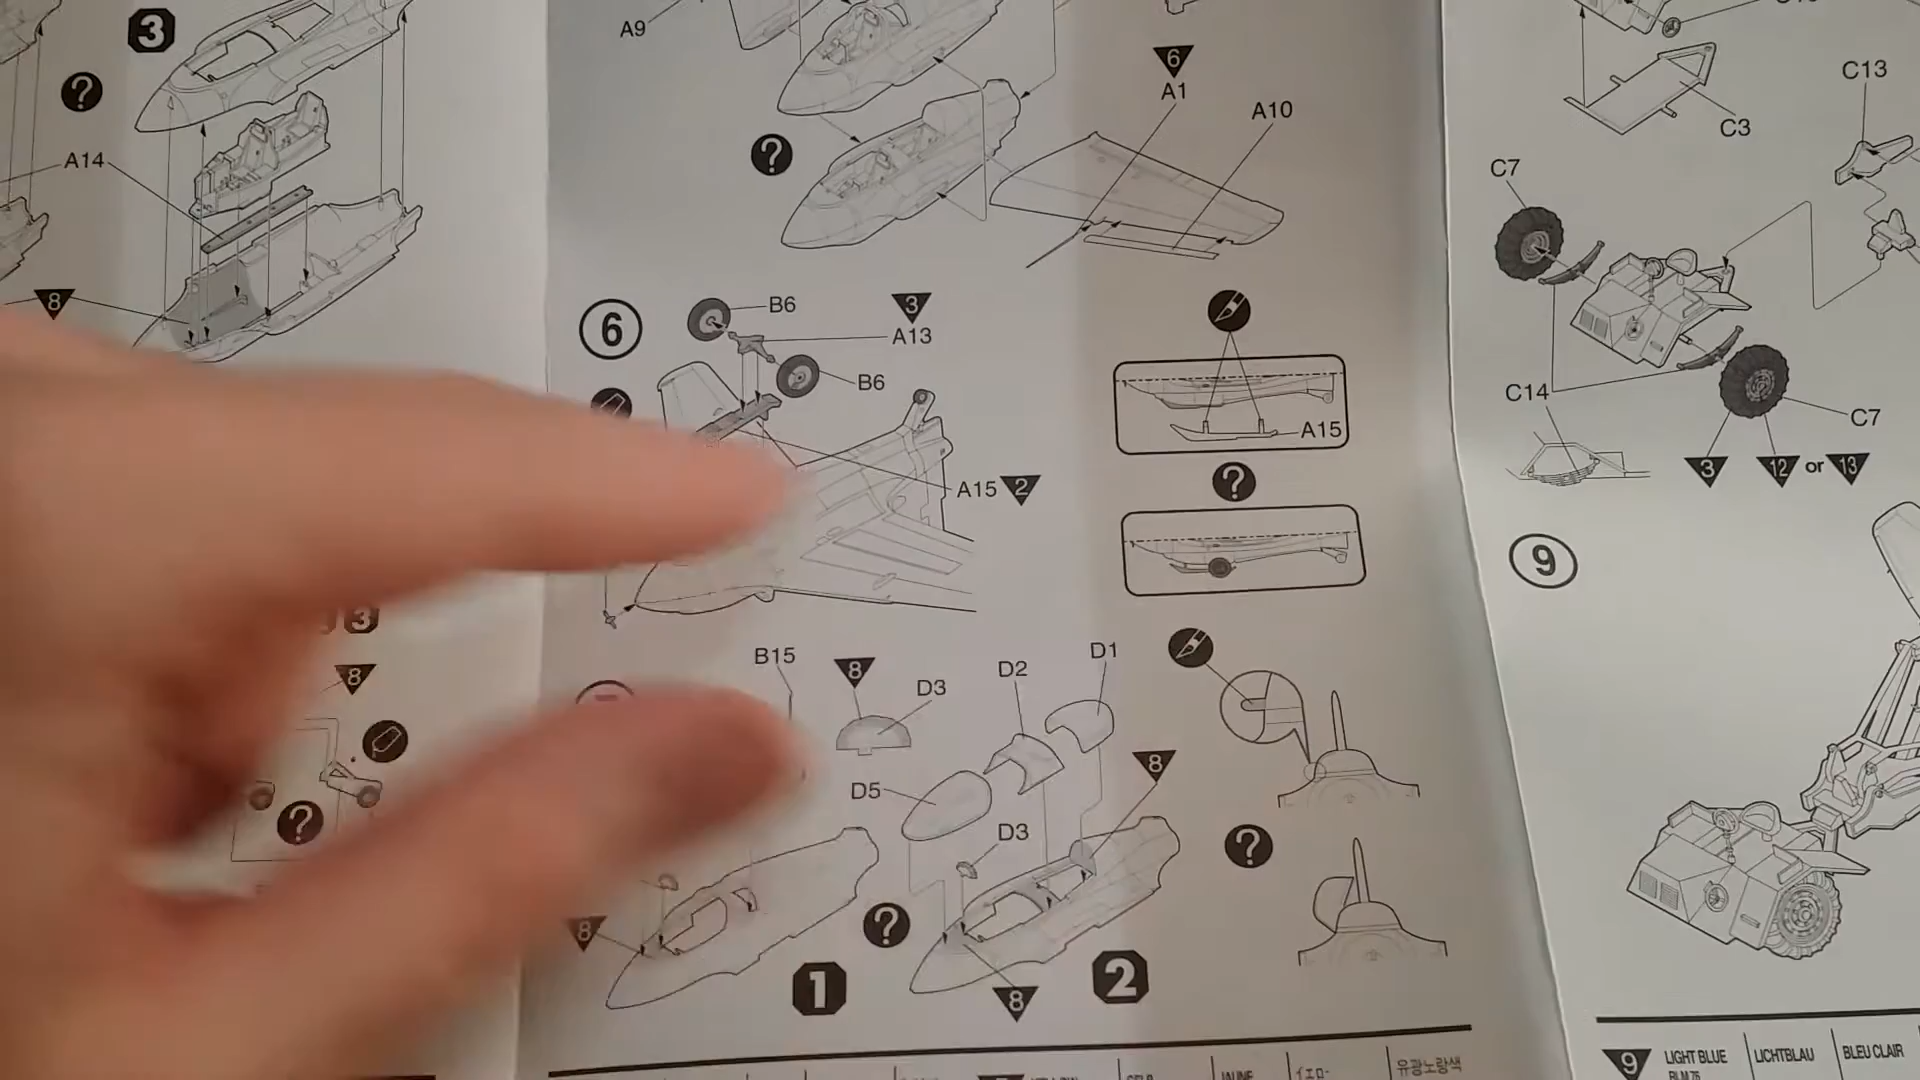 3
?
A14
8
3
8
?
A9
6
A1
A10
?
6
B6
3
A13
B6
A15
2
A15
?
B15
8
D3
D2
D1
D5
8
D3
?
?
8
8
1
2
C3
C13
C7
C14
C7
3
12 or 13
9
9
LIGHT BLUE
LICHTBLAU
BLEU CLAIR
유광노랑색